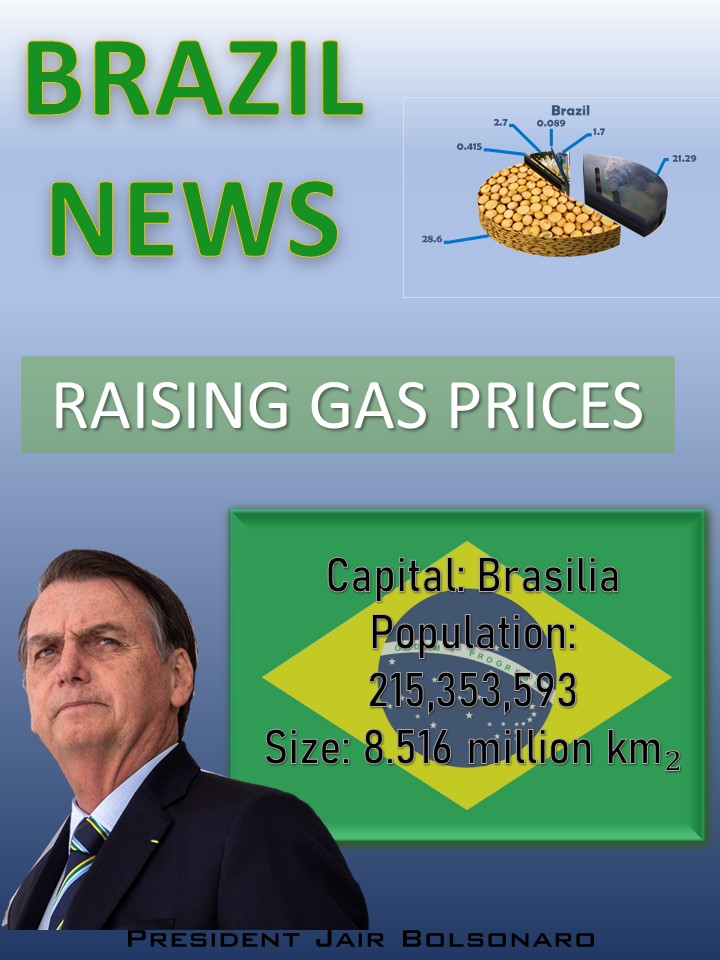 BRAZIL
NEWS
Brazil
2.7
0.089
1.7
0.415
21.29
28.6
RAISING GAS PRICES
Capital: Brasilia
Population:
215,353,593
Size: 8.516 million km₂
PRESIDENT JAIR BOLSONARO